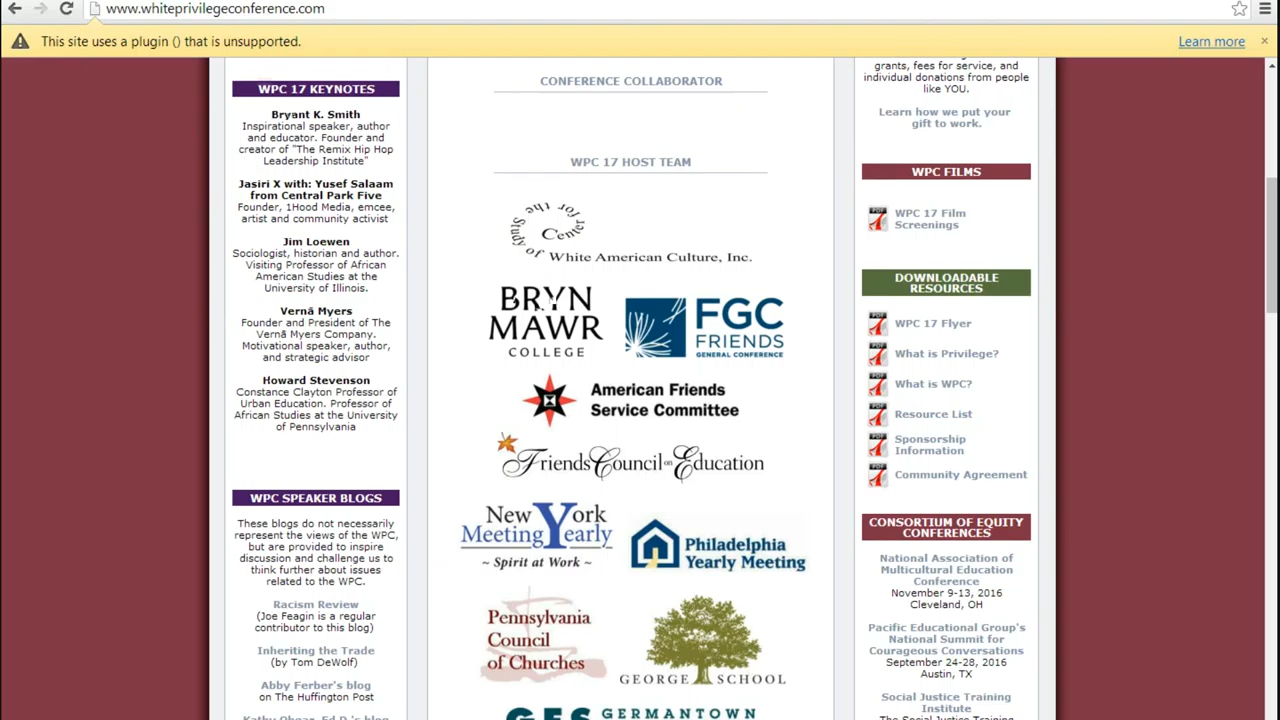 www.whiteprivilegeconference.com
This site uses a plugin () that is unsupported.
Learn more
WPC 17 KEYNOTES
Bryant K. Smith
Inspirational speaker, author
and educator. Founder and
creator of "The Remix Hip Hop
Leadership Institute"
Jasiri X with: Yusef Salaam
from Central Park Five
Founder, 1Hood Media, emcee,
artist and community activist
Jim Loewen
Sociologist, historian and author.
Visiting Professor of African
American Studies at the
University of Illinois.
Vernā Myers
Founder and President of The
Vernā Myers Company.
Motivational speaker, author,
and strategic advisor
Howard Stevenson
Constance Clayton Professor of
Urban Education. Professor of
African Studies at the University
of Pennsylvania
WPC SPEAKER BLOGS
These blogs do not necessarily
represent the views of the WPC,
but are provided to inspire
discussion and challenge us to
think further about issues
related to the WPC.
Racism Review
(Joe Feagin is a regular
contributor to this blog)
Inheriting the Trade
(by Tom DeWolf)
Abby Ferber's blog
on The Huffington Post
Kathy Obear, Ed.D.'s blog
CONFERENCE COLLABORATOR
WPC 17 HOST TEAM
Center for the
Study of
White American Culture, Inc.
BRYN
MAWR
COLLEGE
FGC
FRIENDS
GENERAL CONFERENCE
American Friends
Service Committee
Friends Council on Education
New York
Yearly Meeting
~ Spirit at Work ~
Philadelphia
Yearly Meeting
Pennsylvania
Council
of Churches
GEORGE SCHOOL
GFS GERMANTOWN
grants, fees for service, and
individual donations from people
like YOU.
Learn how we put your
gift to work.
WPC FILMS
WPC 17 Film
Screenings
DOWNLOADABLE
RESOURCES
WPC 17 Flyer
What is Privilege?
What is WPC?
Resource List
Sponsorship
Information
Community Agreement
CONSORTIUM OF EQUITY
CONFERENCES
National Association of
Multicultural Education
Conference
November 9-13, 2016
Cleveland, OH
Pacific Educational Group's
National Summit for
Courageous Conversations
September 24-28, 2016
Austin, TX
Social Justice Training
Institute
The Social Justice Training